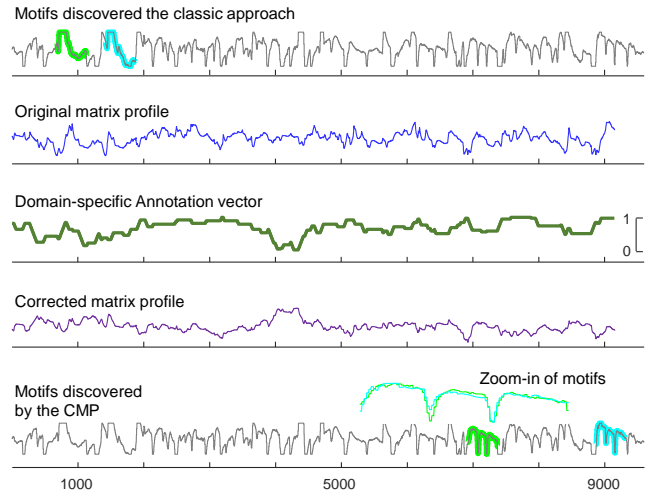 Motifs discovered the classic approach
Original matrix profile
Domain-specific Annotation vector
1
0
Corrected matrix profile
Motifs discovered
by the CMP
Zoom-in of motifs
1000
5000
9000